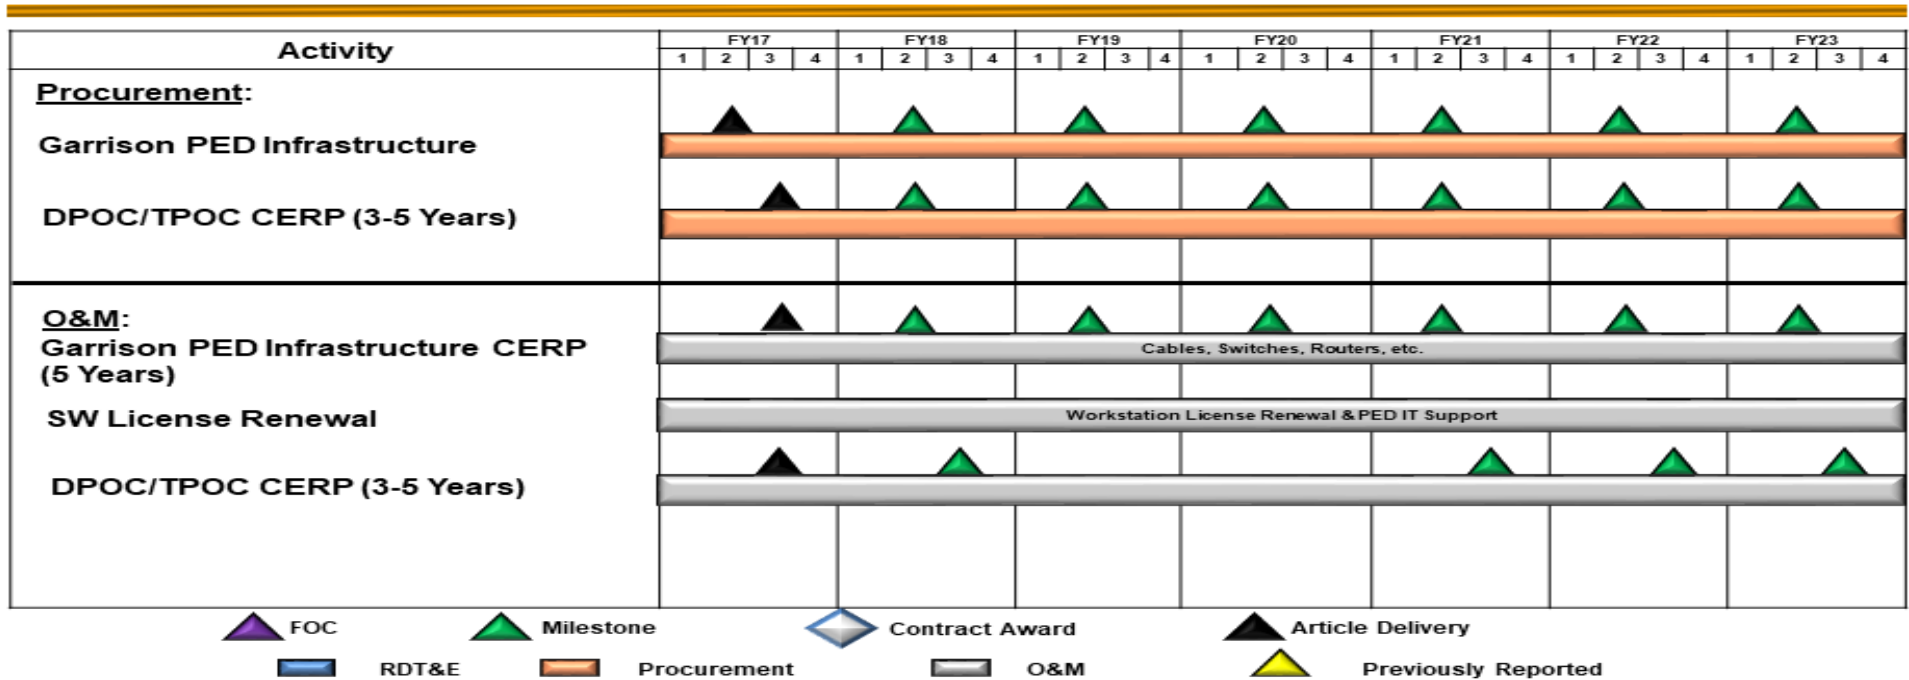 Activity FY17 FY18 FY19 FY20 FY21 FY22 FY23
1 2 3 4 1 2 3 4 1 2 3 4 1 2 3 4 1 2 3 4 1 2 3 4 1 2 3 4
Procurement:
Garrison PED Infrastructure
DPOC/TPOC CERP (3-5 Years)
O&M:
Garrison PED Infrastructure CERP
(5 Years)
Cables, Switches, Routers, etc.
SW License Renewal
Workstation License Renewal & PED IT Support
DPOC/TPOC CERP (3-5 Years)
FOC Milestone Contract Award Article Delivery
RDT&E Procurement O&M Previously Reported